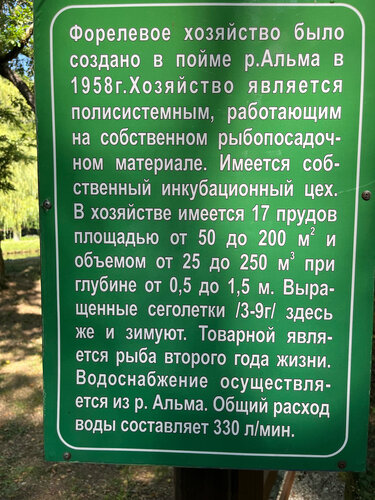 Форелевое хозяйство было
создано в пойме р.Альма в
1958г.Хозяйство является
полисистемным, работающим
на собственном рыбопосадоч-
ном материале. Имеется соб-
ственный инкубационный цех.
В хозяйстве имеется 17 прудов
площадью от 50 до 200 м² и
объемом от 25 до 250 м³ при
глубине от 0,5 до 1,5 м. Выра-
щенные сеголетки /3-9г/ здесь
же и зимуют. Товарной явля-
ется рыба второго года жизни.
Водоснабжение осуществля-
ется из р. Альма. Общий расход
воды составляет 330 л/мин.